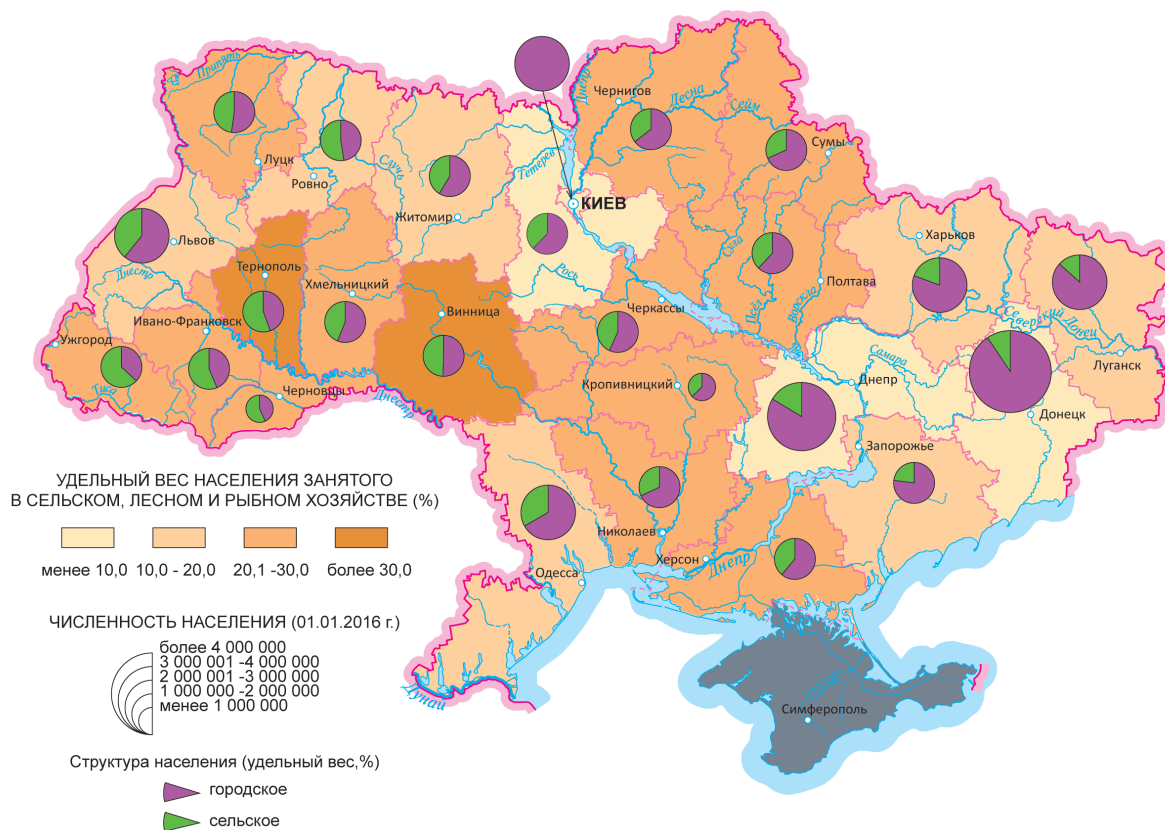 Буг
Припять
Днепр
Чернигов
Десна
Сейм
Сумы
Луцк
Ровно
Случь
Тетерев
Житомир
КИЕВ
Львов
Днестр
Тернополь
Хмельницкий
Рось
Сула
Псёл
Ворскла
Полтава
Харьков
Северский Донец
Винница
Черкассы
Ивано-Франковск
Ужгород
Тиса
Черновцы
Днестр
Кропивницкий
Самара
Днепр
Луганск
Донецк
Запорожье
Николаев
Херсон
Днепр
Одесса
Дунай
Симферополь
УДЕЛЬНЫЙ ВЕС НАСЕЛЕНИЯ ЗАНЯТОГО
В СЕЛЬСКОМ, ЛЕСНОМ И РЫБНОМ ХОЗЯЙСТВЕ (%)
менее 10,0 10,0 - 20,0 20,1 -30,0 более 30,0
ЧИСЛЕННОСТЬ НАСЕЛЕНИЯ (01.01.2016 г.)
более 4 000 000
3 000 001 -4 000 000
2 000 001 -3 000 000
1 000 000 -2 000 000
менее 1 000 000
Структура населения (удельный вес,%)
городское
сельское